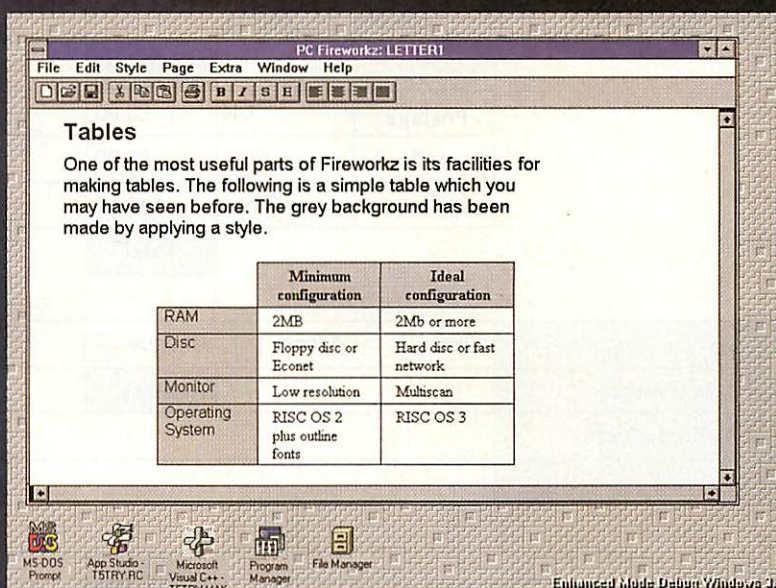 PC Fireworkz: LETTER1
File Edit Style Page Extra Window Help
B I S E
Tables
One of the most useful parts of Fireworkz is its facilities for
making tables. The following is a simple table which you
may have seen before. The grey background has been
made by applying a style.
Minimum configuration Ideal configuration
RAM 2MB 2Mb or more
Disc Floppy disc or Econet Hard disc or fast network
Monitor Low resolution Multiscan
Operating System RISC OS 2 plus outline fonts RISC OS 3
MS-DOS Prompt
App Studio - T5TRY.RC
Microsoft Visual C++ -
Program Manager
File Manager
Enhanced Mode Debug Windows 3.